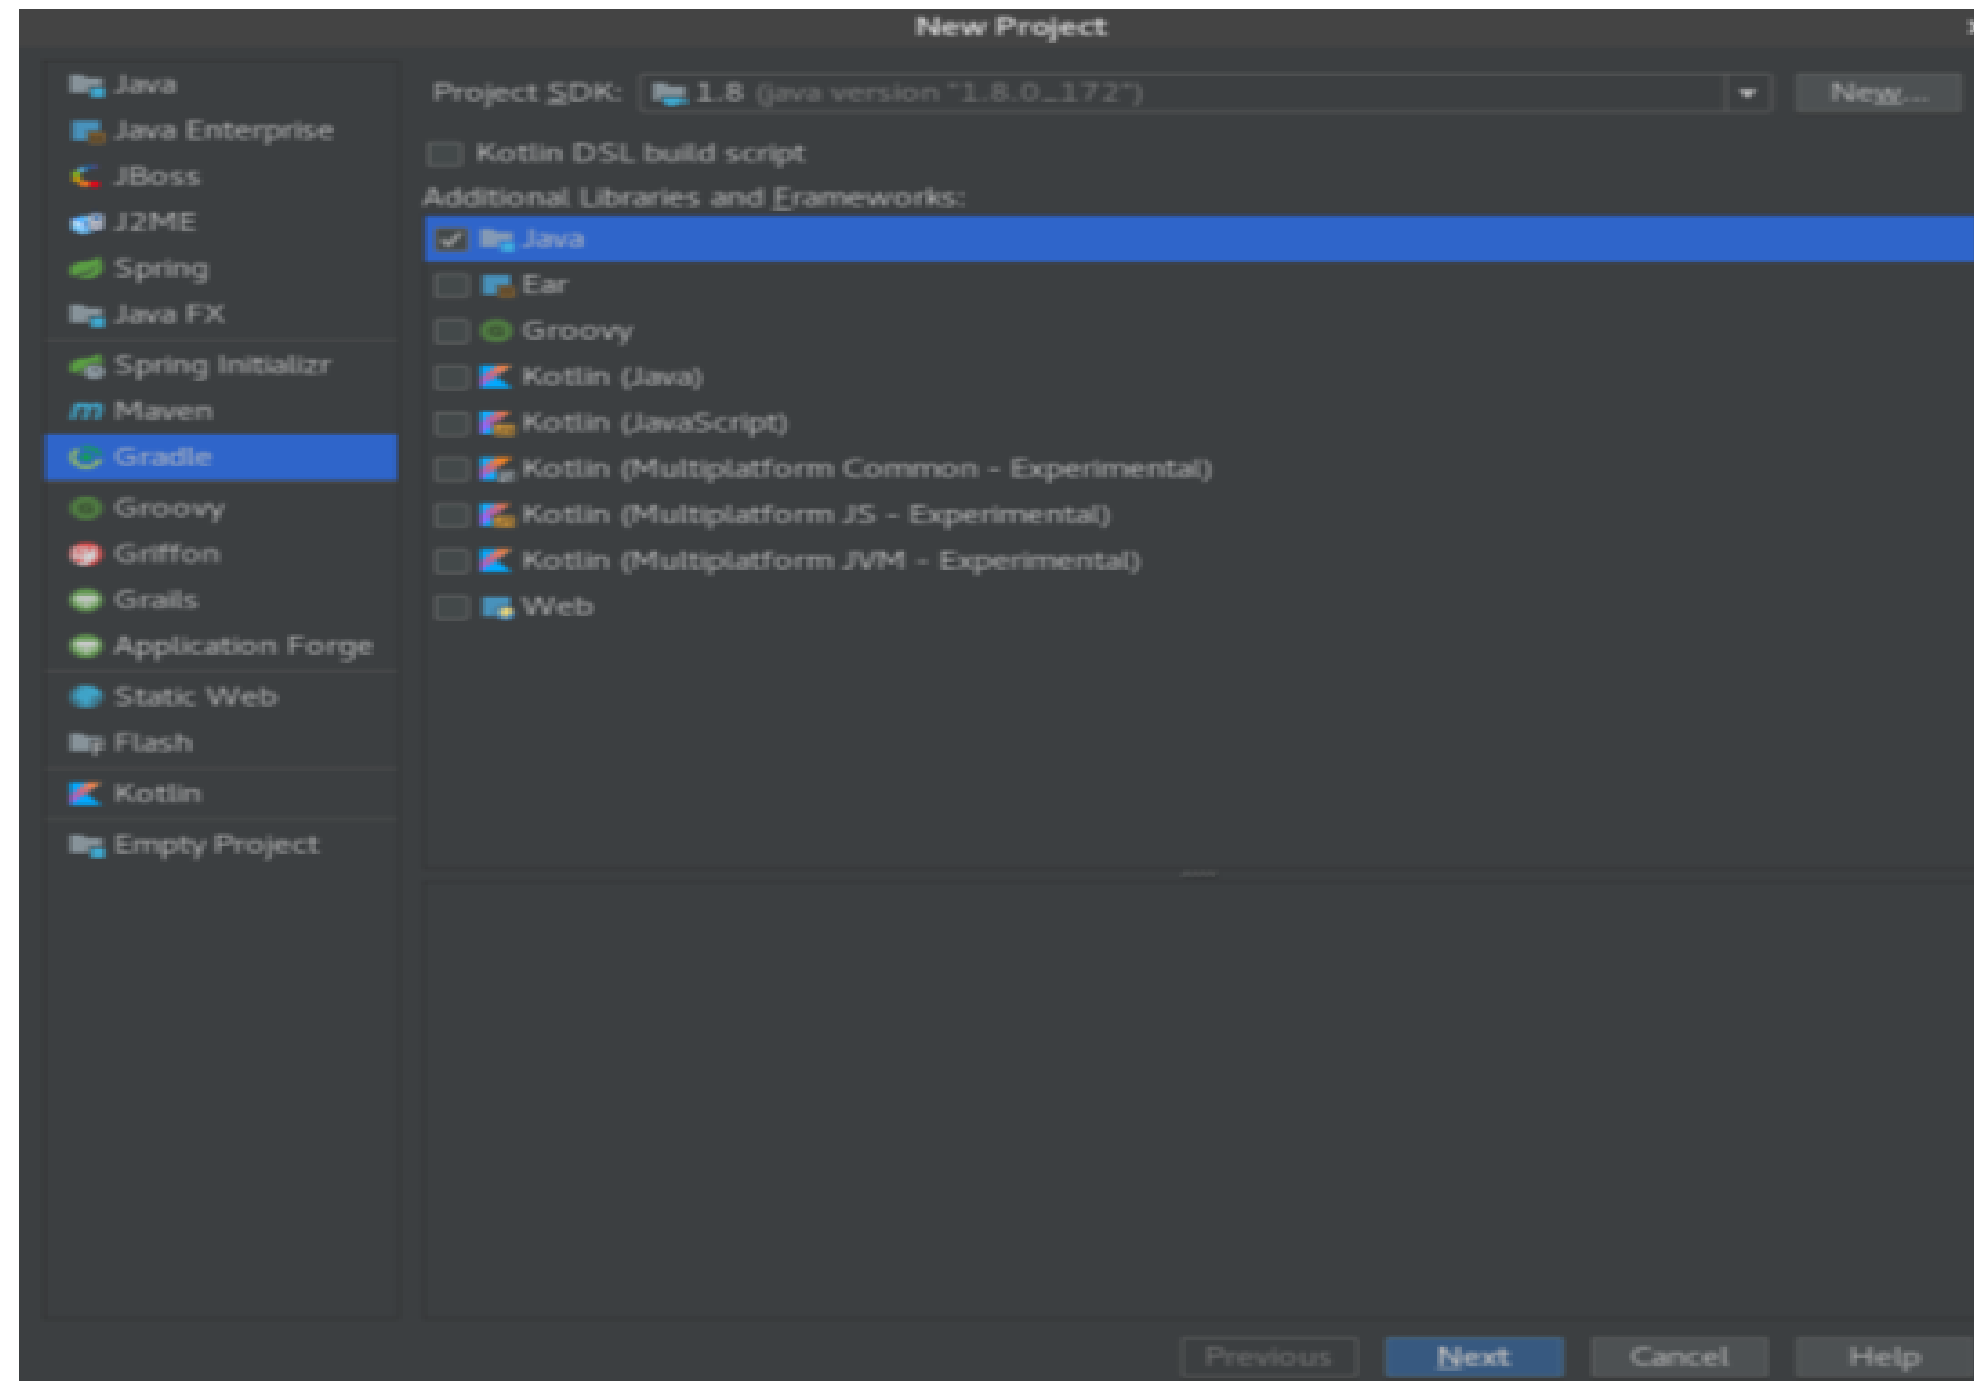 New Project
Java
Java Enterprise
JBoss
J2ME
Spring
Java FX
Spring Initializr
Maven
Gradle
Groovy
Griffon
Grails
Application Forge
Static Web
Flash
Kotlin
Empty Project
Project SDK: 1.8 (java version "1.8.0_172") New...
Kotlin DSL build script
Additional Libraries and Frameworks:
Java
Ear
Groovy
Kotlin (Java)
Kotlin (JavaScript)
Kotlin (Multiplatform Common - Experimental)
Kotlin (Multiplatform JS - Experimental)
Kotlin (Multiplatform JVM - Experimental)
Web
Previous Next Cancel Help